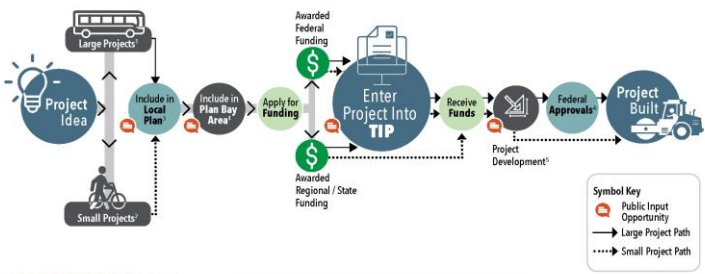 Project
Idea
Large Projects¹
Small Projects²
Include in
Local
Plan³
Include in
Plan Bay
Area⁴
Apply for
Funding
Awarded
Federal
Funding
$
$
Awarded
Regional / State
Funding
Enter
Project Into
TIP
Receive
Funds
Project
Development⁵
Federal
Approvals⁶
Project
Built
Symbol Key
Public Input
Opportunity
Large Project Path
Small Project Path